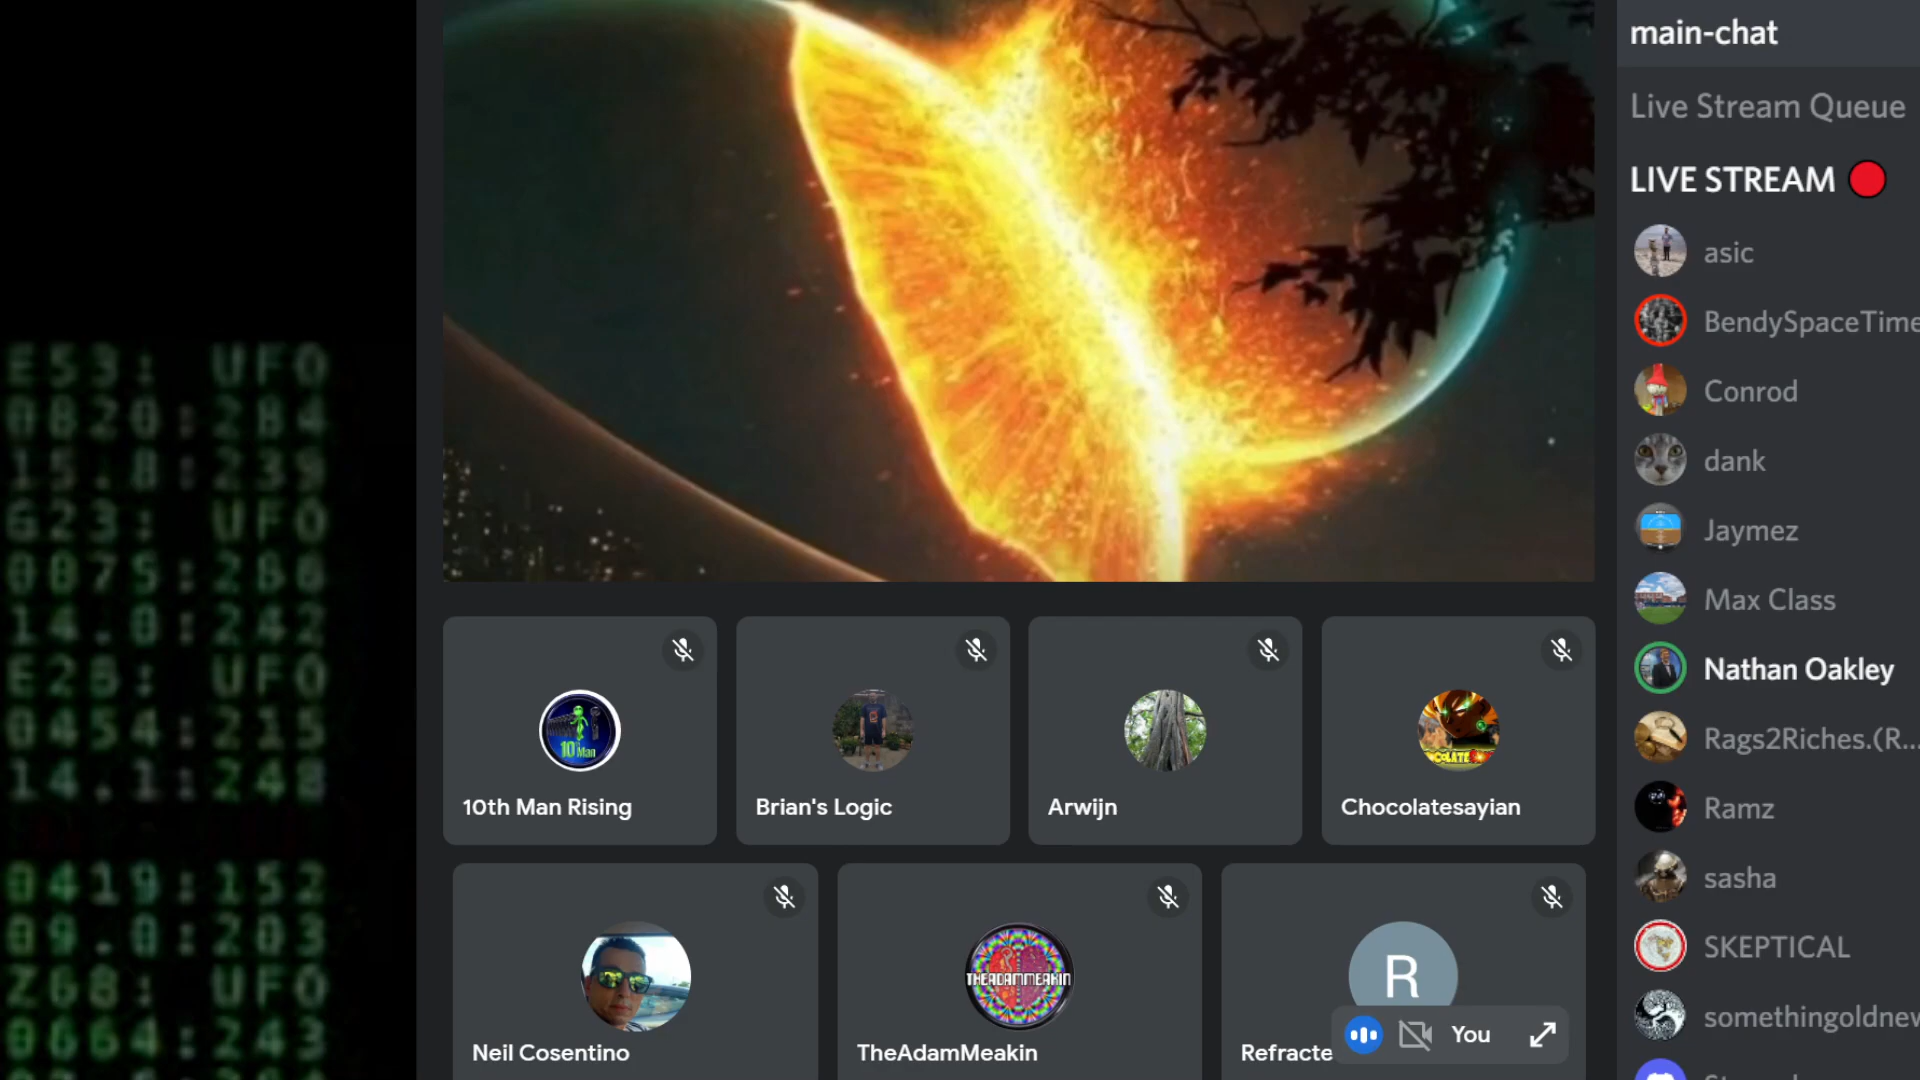 E53: UFO
0820:284
15.8:239
G23: UFO
0075:286
14.0:242
E28: UFO
0454:215
14.1:248
0419:152
09.0:203
Z68: UFO
0664:243
10th Man Rising
Brian's Logic
Arwijn
Chocolatesayian
10 Man
THEADAMMEAKIN
R
Neil Cosentino
TheAdamMeakin
Refracte
You
main-chat
Live Stream Queue
LIVE STREAM
asic
BendySpaceTime
Conrod
dank
Jaymez
Max Class
Nathan Oakley
Rags2Riches.(R...
Ramz
sasha
SKEPTICAL
somethingoldnew